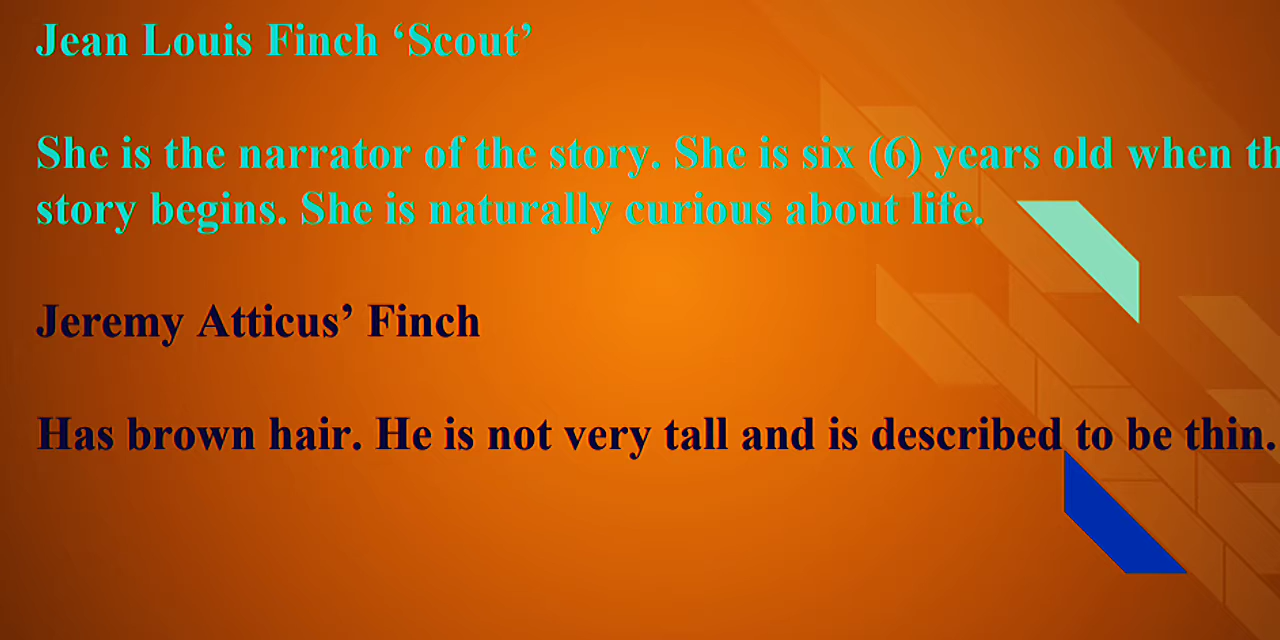 Jean Louis Finch ‘Scout’
She is the narrator of the story. She is six (6) years old when
story begins. She is naturally curious about life.
Jeremy Atticus’ Finch
Has brown hair. He is not very tall and is described to be thin.